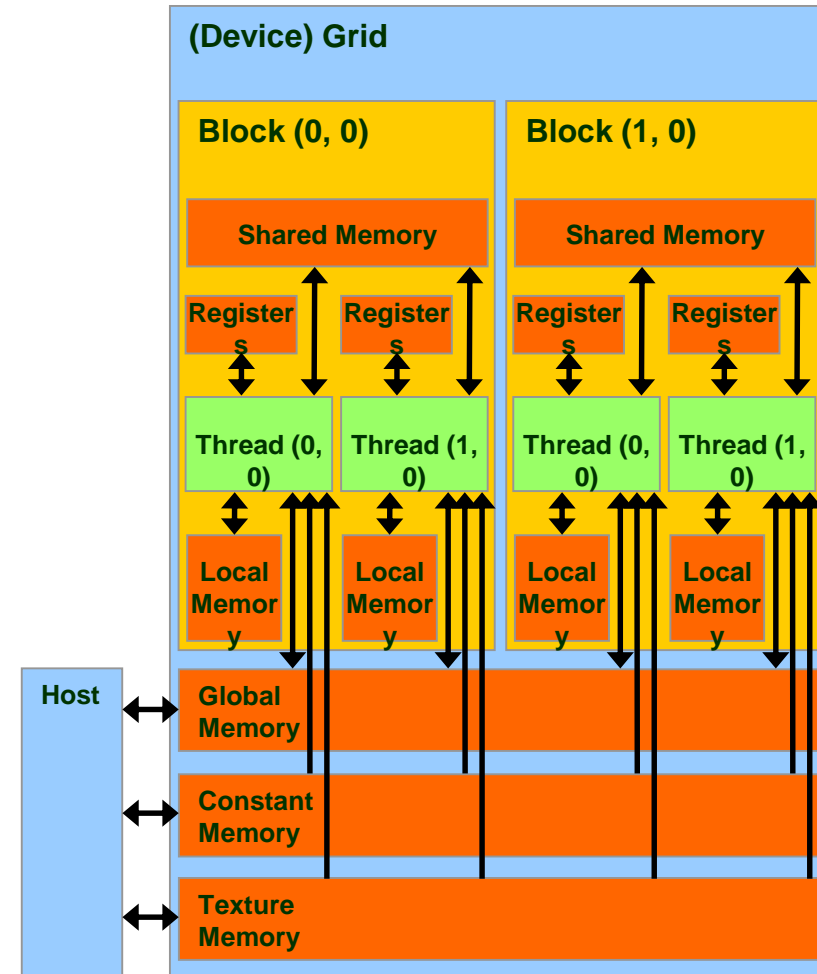 (Device) Grid
Block (0, 0)
Shared Memory
Register
s
Register
s
Thread (0,
0)
Thread (1,
0)
Local
Memor
y
Local
Memor
y
Block (1, 0)
Shared Memory
Register
s
Register
s
Thread (0,
0)
Thread (1,
0)
Local
Memor
y
Local
Memor
y
Host
Global
Memory
Constant
Memory
Texture
Memory